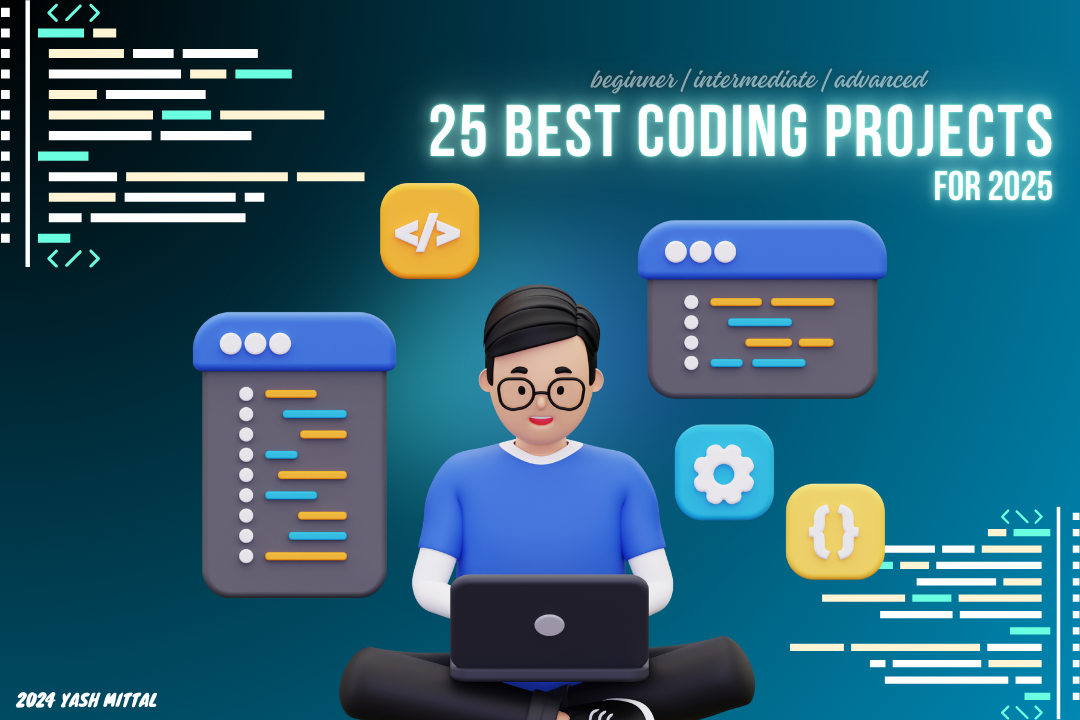 </>
beginner / intermediate / advanced
25 BEST CODING PROJECTS
FOR 2025
</>
</>
{}
<\>
<\>
2024 YASH MITTAL